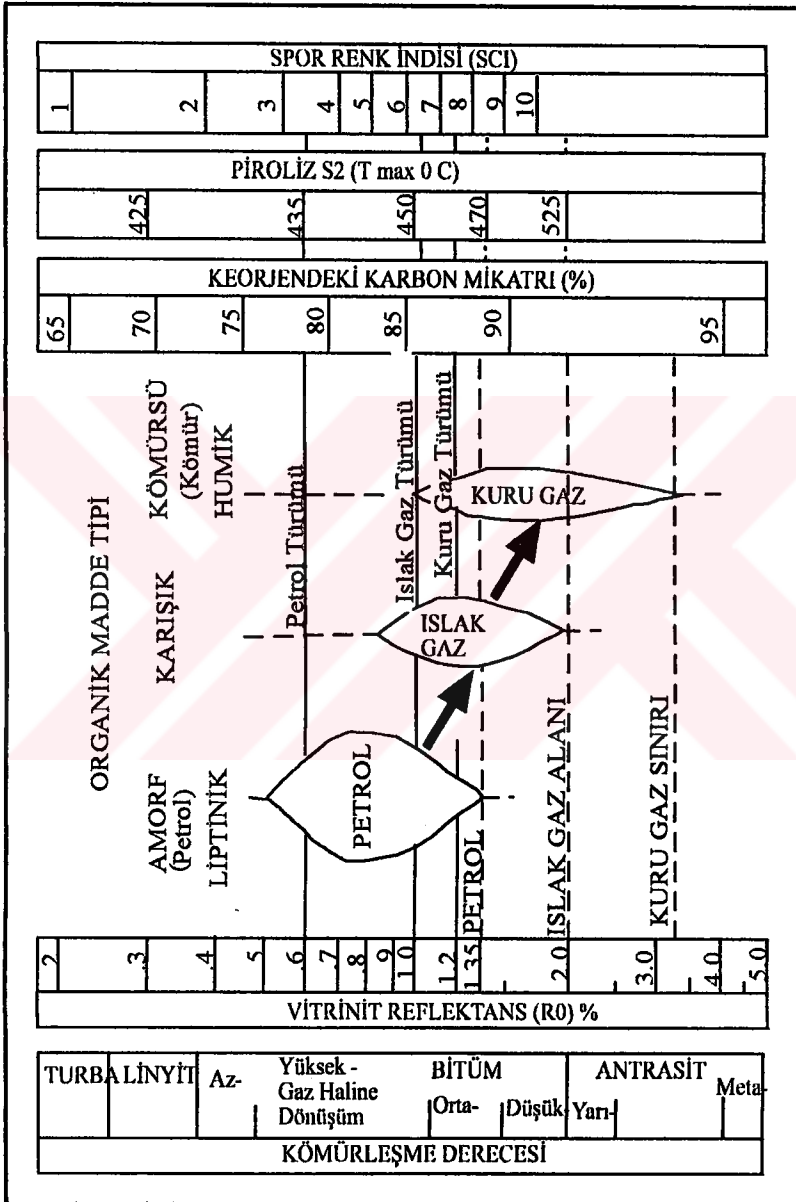 SPOR RENK İNDİSİ (SCI)
1 2 3 4 5 6 7 8 9 10
PİROLİZ S2 (T max 0 C)
425 435 450 470 525
KEORJENDEKİ KARBON MİKATRI (%)
65 70 75 80 85 90 95
ORGANİK MADDE TİPİ
KÖMÜRSÜ
(Kömür)
HUMİK
KARIŞIK
AMORF
(Petrol)
LİPTİNİK
Petrol Türümü
Islak Gaz Türümü
Kuru Gaz Türümü
KURU GAZ
ISLAK
GAZ
PETROL
PETROL
ISLAK GAZ ALANI
KURU GAZ SINIRI
.2 .3 .4 .5 .6 .7 .8 .9 1.0 1.2 1.35 2.0 3.0 4.0 5.0
VİTRİNİT REFLEKTANS (R0) %
TURBA LİNYİT Az- Yüksek - BİTÜM ANTRASİT Meta-
Gaz Haline Orta- Düşük Yarı-
Dönüşüm
KÖMÜRLEŞME DERECESİ